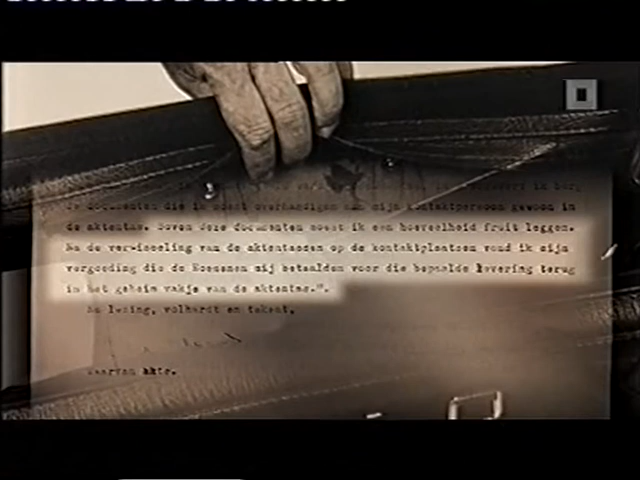 de documenten die ik moest overhandigen aan mijn kontaktpersoon gewoon in
de aktentas. Boven deze documenten moest ik een hoeveelheid fruit leggen.
Na de verwisseling van de aktentassen op de kontaktplaatsen vond ik mijn
vergoeding die de Roemenen mij betaalden voor die bepaalde levering terug
in het geheim vakje van de aktentas.".
Na lezing, volhardt en tekent.
Waarvan akte.